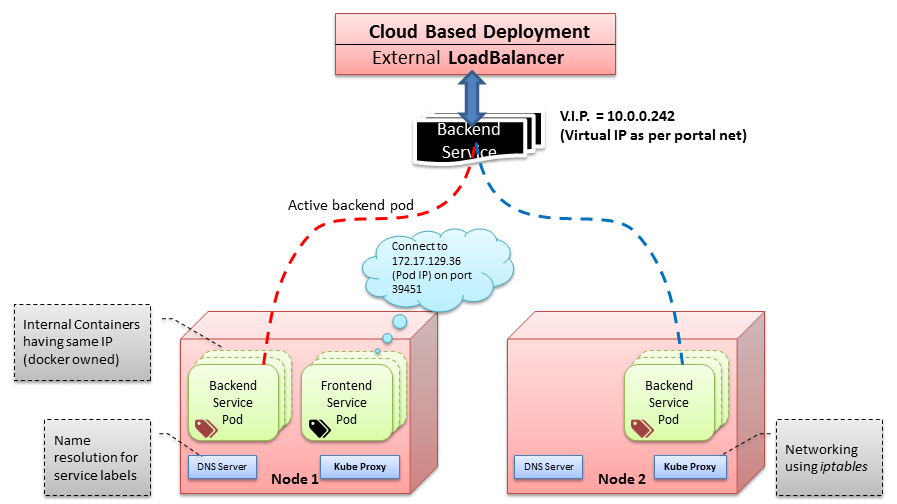 Cloud Based Deployment
External LoadBalancer
Backend
Service
V.I.P. = 10.0.0.242
(Virtual IP as per portal net)
Active backend pod
Connect to
172.17.129.36
(Pod IP) on port
39451
Internal Containers
having same IP
(docker owned)
Backend
Service
Pod
Frontend
Service
Pod
Backend
Service
Pod
Name
resolution for
service labels
DNS Server
Kube Proxy
Node 1
DNS Server
Kube Proxy
Node 2
Networking
using iptables